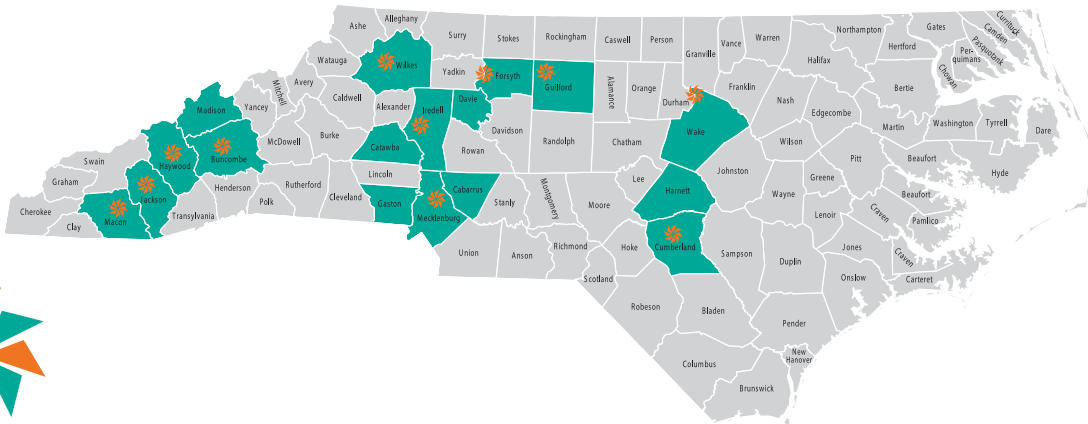 Ashe
Alleghany
Surry
Stokes
Rockingham
Caswell
Person
Granville
Vance
Warren
Northampton
Gates
Currituck
Camden
Pasquotank
Per-
quimans
Chowan
Hertford
Halifax
Bertie
Watauga
Wilkes
Yadkin
Forsyth
Guilford
Alamance
Orange
Durham
Franklin
Nash
Edgecombe
Martin
Washington
Tyrrell
Dare
Mitchell
Avery
Caldwell
Alexander
Iredell
Davie
Madison
Yancey
McDowell
Burke
Catawba
Rowan
Davidson
Randolph
Chatham
Wake
Wilson
Pitt
Beaufort
Hyde
Swain
Haywood
Buncombe
Lincoln
Johnston
Greene
Graham
Jackson
Henderson
Rutherford
Cleveland
Gaston
Cabarrus
Stanly
Montgomery
Moore
Lee
Harnett
Wayne
Lenoir
Craven
Beaufort
Pamlico
Cherokee
Clay
Macon
Transylvania
Polk
Mecklenburg
Union
Anson
Richmond
Hoke
Cumberland
Sampson
Duplin
Jones
Craven
Carteret
Onslow
Scotland
Robeson
Bladen
Pender
Columbus
New
Hanover
Brunswick